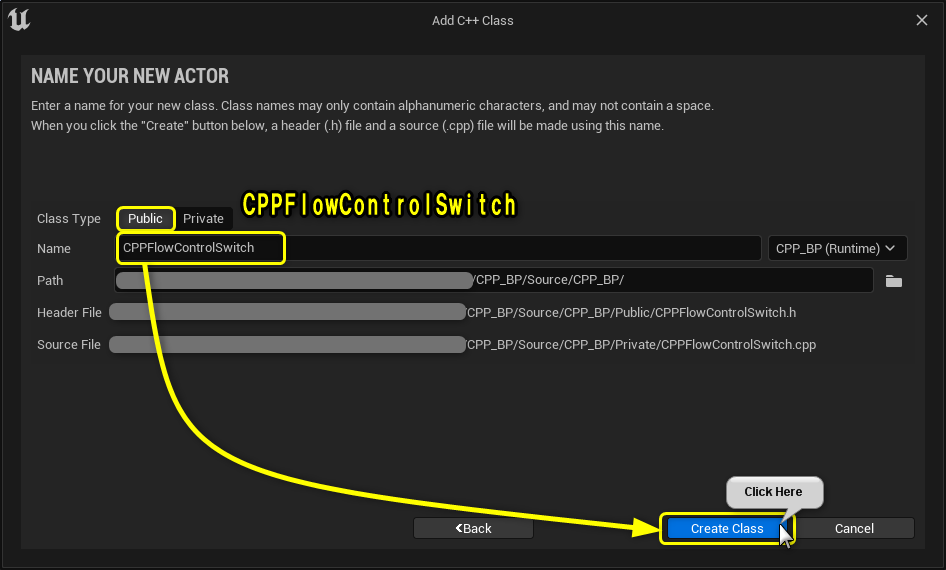 Add C++ Class
NAME YOUR NEW ACTOR
Enter a name for your new class. Class names may only contain alphanumeric characters, and may not contain a space.
When you click the "Create" button below, a header (.h) file and a source (.cpp) file will be made using this name.
CPPFlowControlSwitch
Class Type Public Private
Name CPPFlowControlSwitch CPP_BP (Runtime)
Path /CPP_BP/Source/CPP_BP/
Header File /CPP_BP/Source/CPP_BP/Public/CPPFlowControlSwitch.h
Source File /CPP_BP/Source/CPP_BP/Private/CPPFlowControlSwitch.cpp
Click Here
Back Create Class Cancel